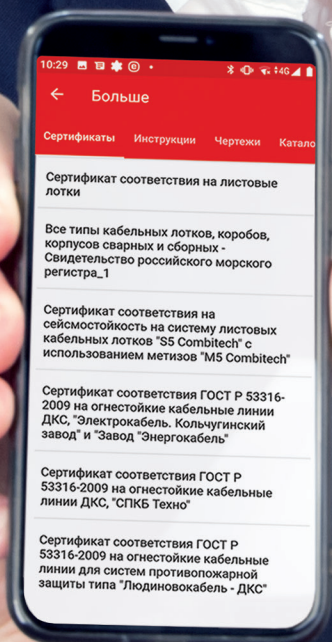 10:29
4G
Больше
Сертификаты Инструкции Чертежи Катало
Сертификат соответствия на листовые
лотки
Все типы кабельных лотков, коробов,
корпусов сварных и сборных -
Свидетельство российского морского
регистра_1
Сертификат соответствия на
сейсмостойкость на систему листовых
кабельных лотков "S5 Combitech" с
использованием метизов "M5 Combitech"
Сертификат соответствия ГОСТ Р 53316-
2009 на огнестойкие кабельные линии
ДКС, "Электрокабель. Кольчугинский
завод" и "Завод "Энергокабель"
Сертификат соответствия ГОСТ Р
53316-2009 на огнестойкие кабельные
линии ДКС, "СПКБ Техно"
Сертификат соответствия ГОСТ Р
53316-2009 на огнестойкие кабельные
линии для систем противопожарной
защиты типа "Людиновокабель - ДКС"